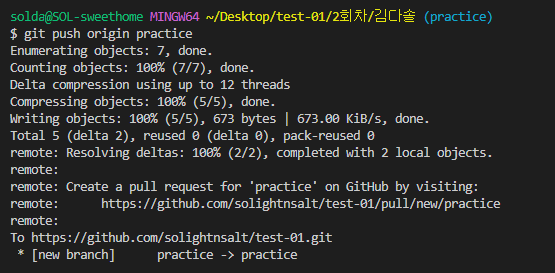 solda@SOL-sweethome MINGW64 ~/Desktop/test-01/2회차/김다솔 (practice)
$ git push origin practice
Enumerating objects: 7, done.
Counting objects: 100% (7/7), done.
Delta compression using up to 12 threads
Compressing objects: 100% (5/5), done.
Writing objects: 100% (5/5), 673 bytes | 673.00 KiB/s, done.
Total 5 (delta 2), reused 0 (delta 0), pack-reused 0
remote: Resolving deltas: 100% (2/2), completed with 2 local objects.
remote:
remote: Create a pull request for 'practice' on GitHub by visiting:
remote:      https://github.com/solightnsalt/test-01/pull/new/practice
remote:
To https://github.com/solightnsalt/test-01.git
 * [new branch]      practice -> practice